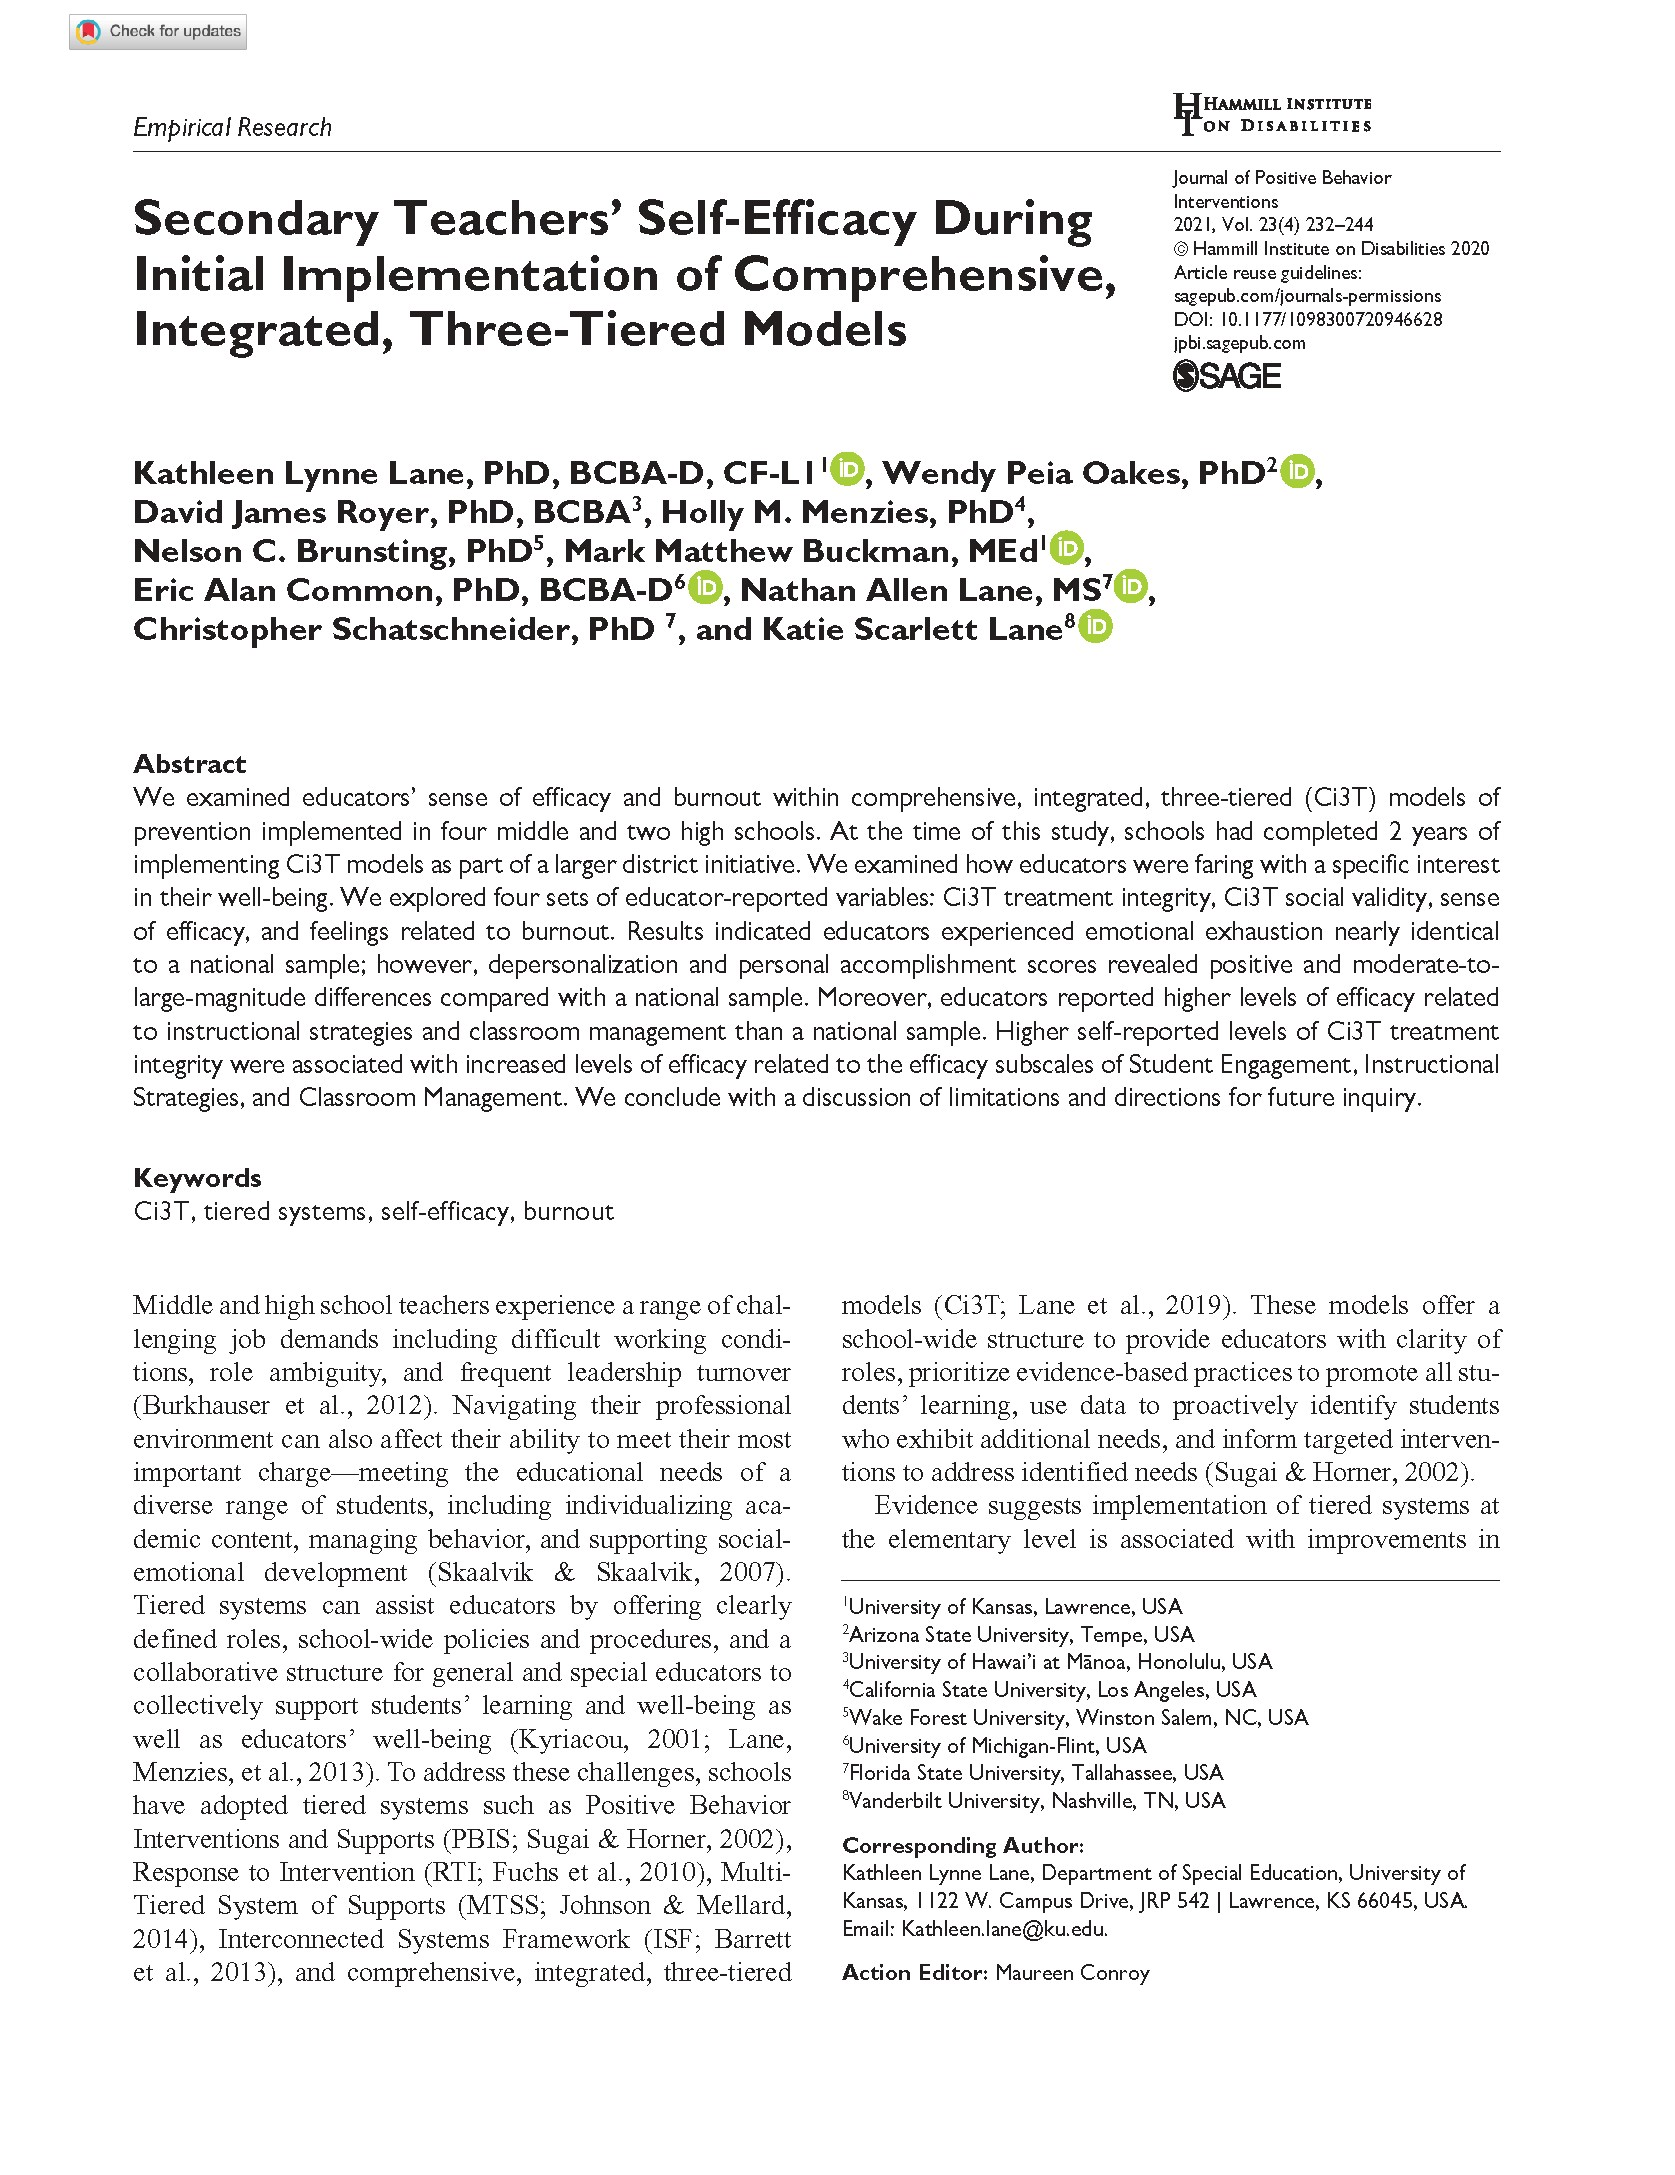 Check for updates
Empirical Research
HAMMILL INSTITUTE
ON DISABILITIES
Secondary Teachers’ Self-Efficacy During
Initial Implementation of Comprehensive,
Integrated, Three-Tiered Models
Journal of Positive Behavior
Interventions
2021, Vol. 23(4) 232–244
© Hammill Institute on Disabilities 2020
Article reuse guidelines:
sagepub.com/journals-permissions
DOI: 10.1177/1098300720946628
jpbi.sagepub.com
SAGE
Kathleen Lynne Lane, PhD, BCBA-D, CF-L1¹ iD, Wendy Peia Oakes, PhD² iD,
David James Royer, PhD, BCBA³, Holly M. Menzies, PhD⁴,
Nelson C. Brunsting, PhD⁵, Mark Matthew Buckman, MEd¹ iD,
Eric Alan Common, PhD, BCBA-D⁶ iD, Nathan Allen Lane, MS⁷ iD,
Christopher Schatschneider, PhD ⁷, and Katie Scarlett Lane⁸ iD
Abstract
We examined educators’ sense of efficacy and burnout within comprehensive, integrated, three-tiered (Ci3T) models of
prevention implemented in four middle and two high schools. At the time of this study, schools had completed 2 years of
implementing Ci3T models as part of a larger district initiative. We examined how educators were faring with a specific interest
in their well-being. We explored four sets of educator-reported variables: Ci3T treatment integrity, Ci3T social validity, sense
of efficacy, and feelings related to burnout. Results indicated educators experienced emotional exhaustion nearly identical
to a national sample; however, depersonalization and personal accomplishment scores revealed positive and moderate-to-
large-magnitude differences compared with a national sample. Moreover, educators reported higher levels of efficacy related
to instructional strategies and classroom management than a national sample. Higher self-reported levels of Ci3T treatment
integrity were associated with increased levels of efficacy related to the efficacy subscales of Student Engagement, Instructional
Strategies, and Classroom Management. We conclude with a discussion of limitations and directions for future inquiry.
Keywords
Ci3T, tiered systems, self-efficacy, burnout
Middle and high school teachers experience a range of chal-
lenging job demands including difficult working condi-
tions, role ambiguity, and frequent leadership turnover
(Burkhauser et al., 2012). Navigating their professional
environment can also affect their ability to meet their most
important charge—meeting the educational needs of a
diverse range of students, including individualizing aca-
demic content, managing behavior, and supporting social-
emotional development (Skaalvik & Skaalvik, 2007).
Tiered systems can assist educators by offering clearly
defined roles, school-wide policies and procedures, and a
collaborative structure for general and special educators to
collectively support students’ learning and well-being as
well as educators’ well-being (Kyriacou, 2001; Lane,
Menzies, et al., 2013). To address these challenges, schools
have adopted tiered systems such as Positive Behavior
Interventions and Supports (PBIS; Sugai & Horner, 2002),
Response to Intervention (RTI; Fuchs et al., 2010), Multi-
Tiered System of Supports (MTSS; Johnson & Mellard,
2014), Interconnected Systems Framework (ISF; Barrett
et al., 2013), and comprehensive, integrated, three-tiered
models (Ci3T; Lane et al., 2019). These models offer a
school-wide structure to provide educators with clarity of
roles, prioritize evidence-based practices to promote all stu-
dents’ learning, use data to proactively identify students
who exhibit additional needs, and inform targeted interven-
tions to address identified needs (Sugai & Horner, 2002).
Evidence suggests implementation of tiered systems at
the elementary level is associated with improvements in
¹University of Kansas, Lawrence, USA
²Arizona State University, Tempe, USA
³University of Hawai’i at Mānoa, Honolulu, USA
⁴California State University, Los Angeles, USA
⁵Wake Forest University, Winston Salem, NC, USA
⁶University of Michigan-Flint, USA
⁷Florida State University, Tallahassee, USA
⁸Vanderbilt University, Nashville, TN, USA
Corresponding Author:
Kathleen Lynne Lane, Department of Special Education, University of
Kansas, 1122 W. Campus Drive, JRP 542 | Lawrence, KS 66045, USA.
Email: Kathleen.lane@ku.edu.
Action Editor: Maureen Conroy